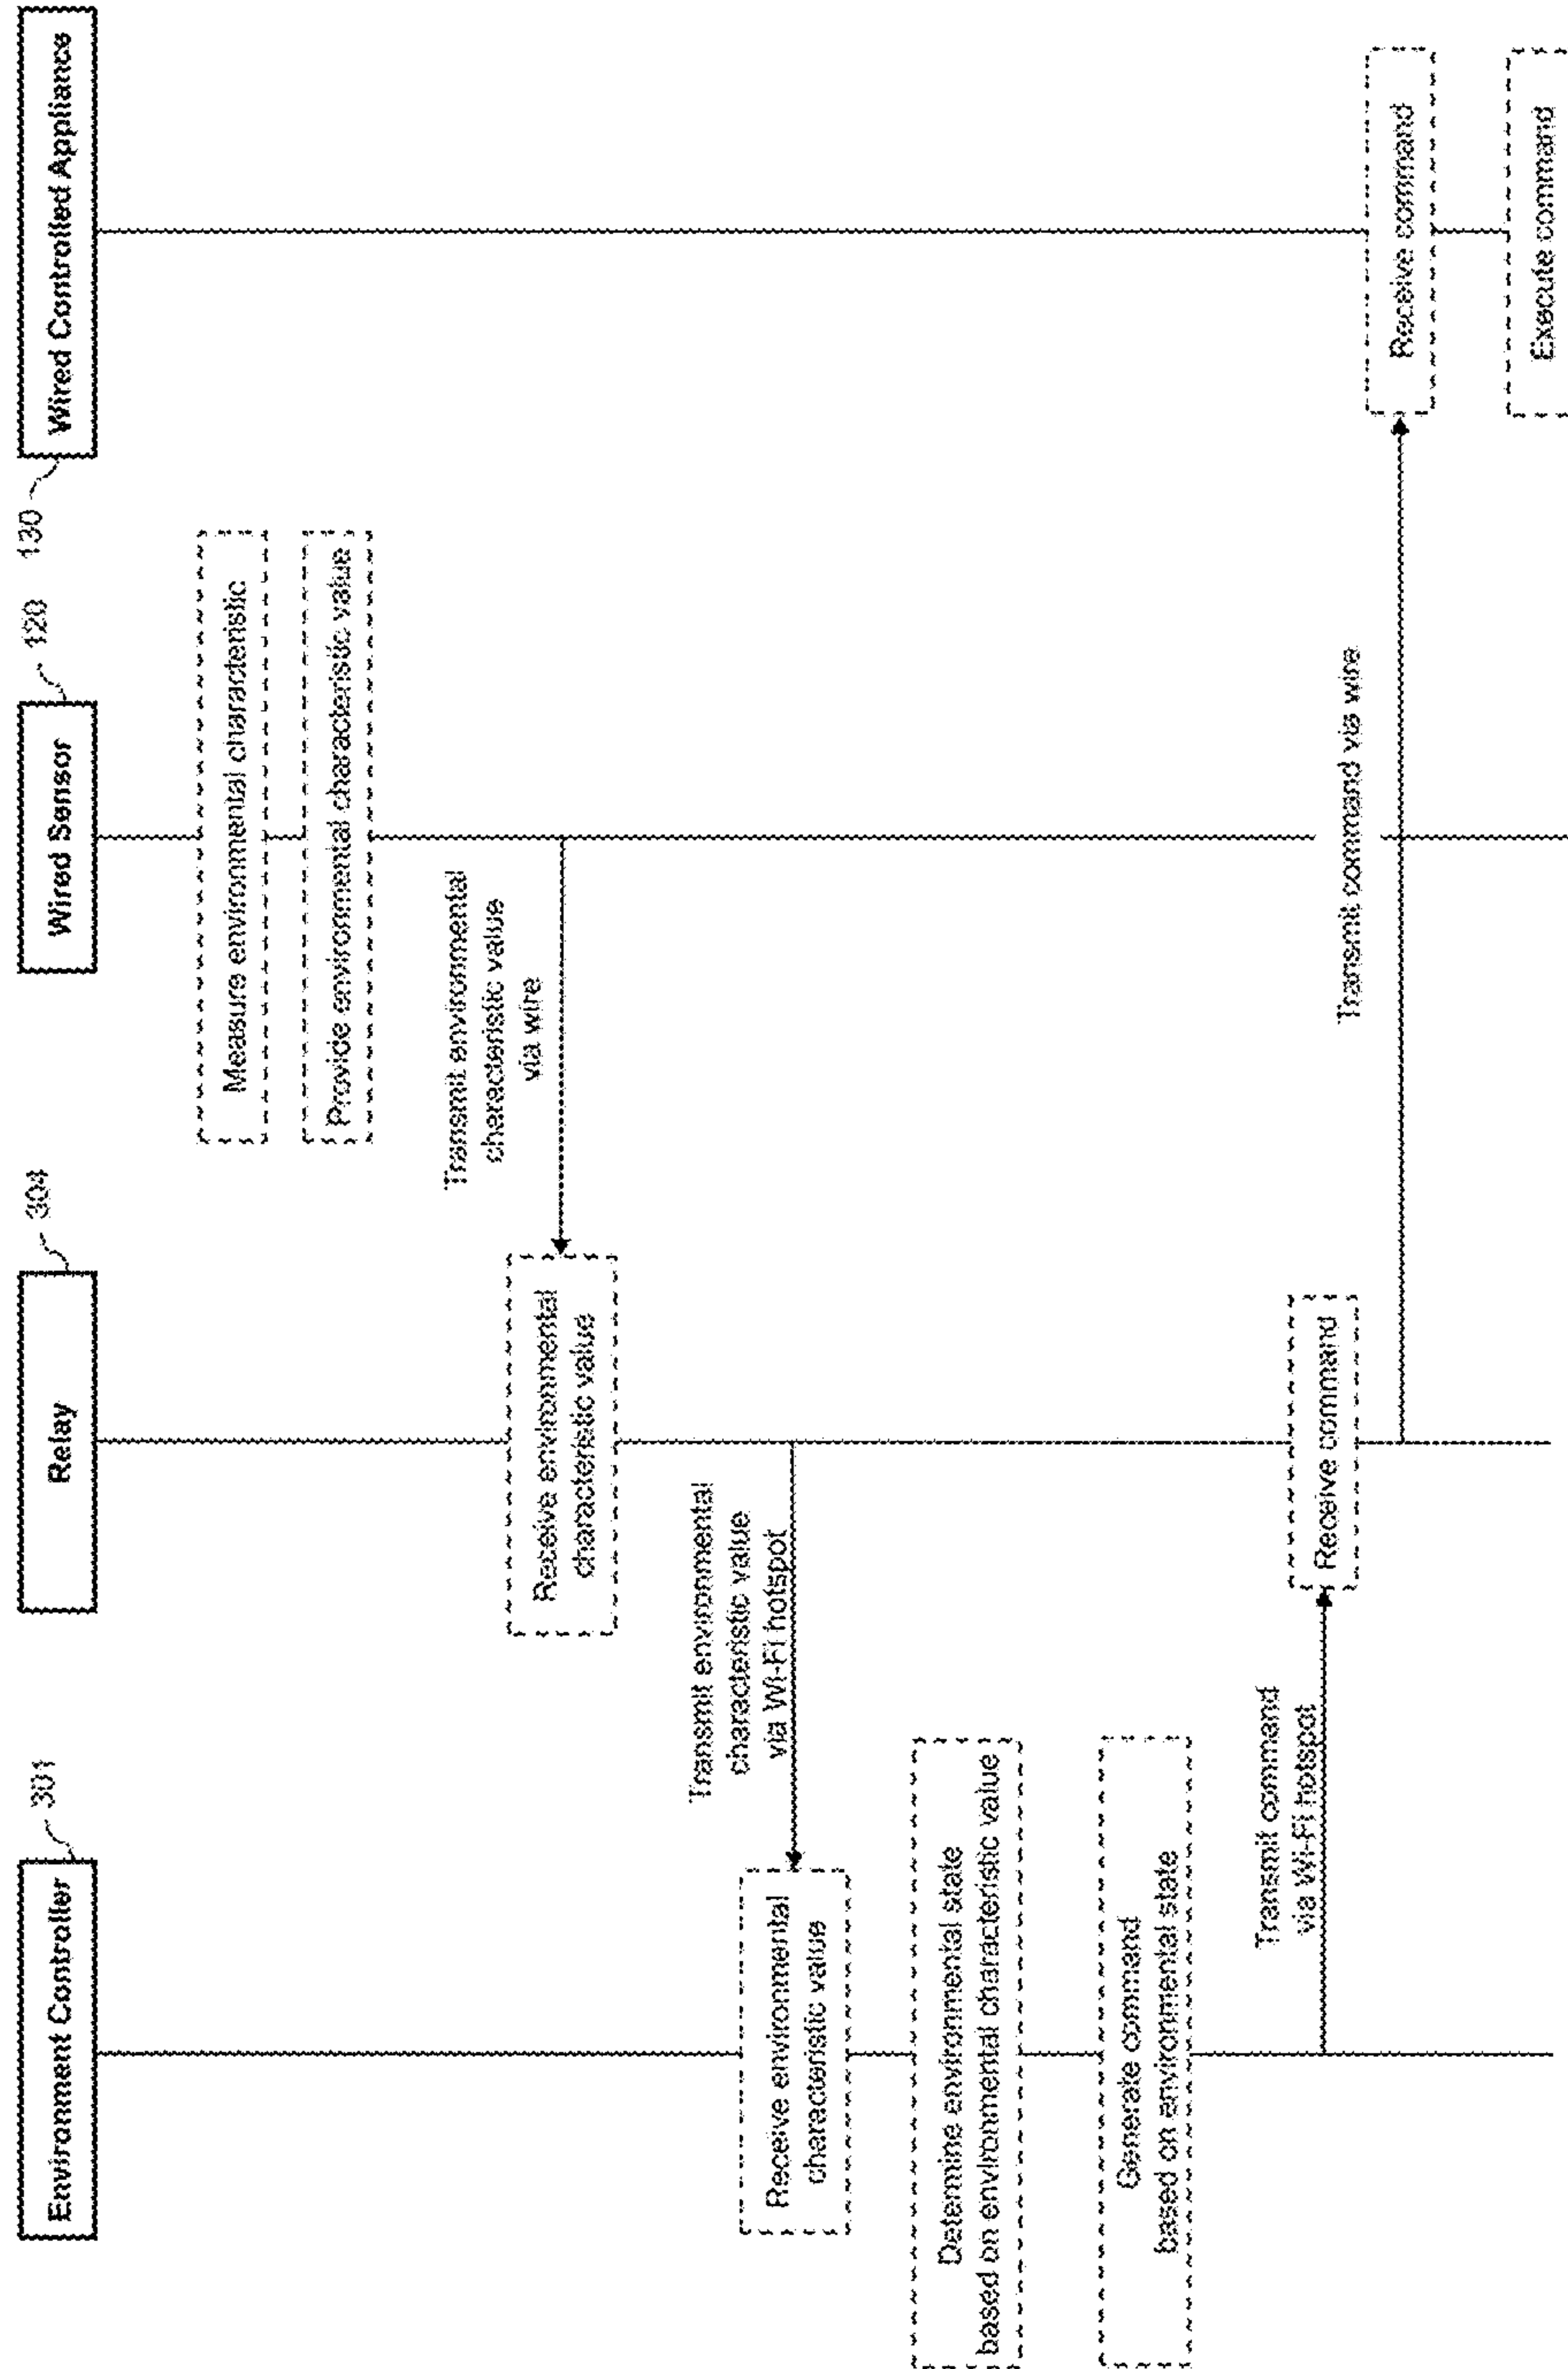 Environment Controller
301
Relay
304
Wired Sensor
120
Wired Controlled Appliance
130
Measure environmental characteristic
Provide environmental characteristic value
Transmit environmental
characteristic value
via wire
Receive environmental
characteristic value
Transmit environmental
characteristic value
via Wi-Fi hotspot
Receive environmental
characteristic value
Determine environmental state
based on environmental characteristic value
Generate command
based on environmental state
Transmit command
via Wi-Fi hotspot
Receive command
Transmit command via wire
Receive command
Execute command